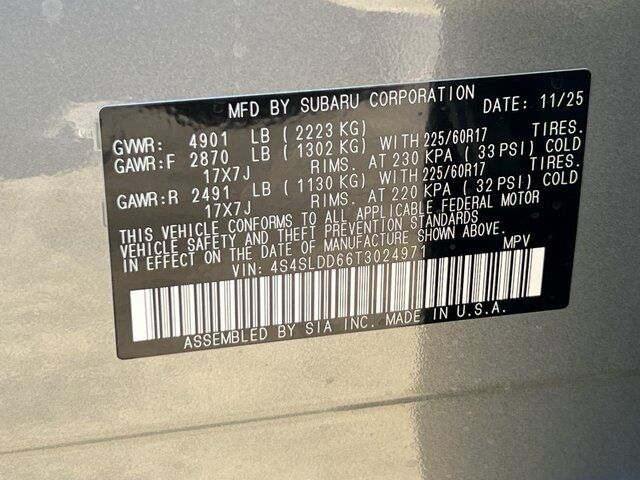 MFD BY SUBARU CORPORATION DATE: 11/25
GVWR: 4901 LB ( 2223 KG)
GAWR:F 2870 LB ( 1302 KG) WITH 225/60R17 TIRES.
17X7J RIMS. AT 230 KPA ( 33 PSI) COLD
GAWR:R 2491 LB ( 1130 KG) WITH 225/60R17 TIRES.
17X7J RIMS. AT 220 KPA ( 32 PSI) COLD
THIS VEHICLE CONFORMS TO ALL APPLICABLE FEDERAL MOTOR
VEHICLE SAFETY AND THEFT PREVENTION STANDARDS
IN EFFECT ON THE DATE OF MANUFACTURE SHOWN ABOVE.
VIN: 4S4SLDD66T3024971 MPV
ASSEMBLED BY SIA INC. MADE IN U.S.A.